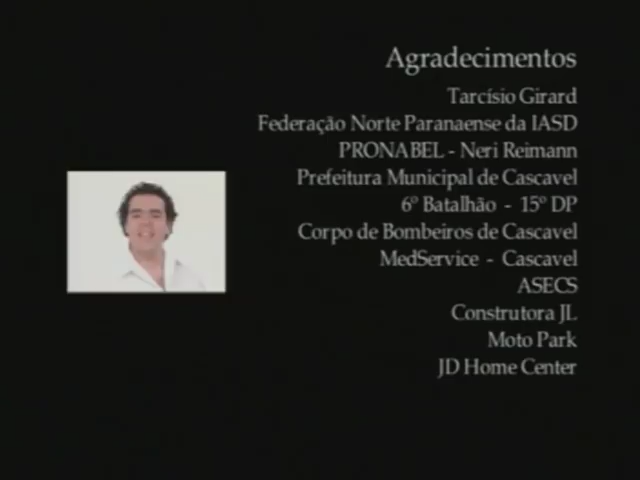 Agradecimentos
Tarcísio Girard
Federação Norte Paranaense da IASD
PRONABEL - Neri Reimann
Prefeitura Municipal de Cascavel
6º Batalhão - 15º DP
Corpo de Bombeiros de Cascavel
MedService - Cascavel
ASECS
Construtora JL
Moto Park
JD Home Center